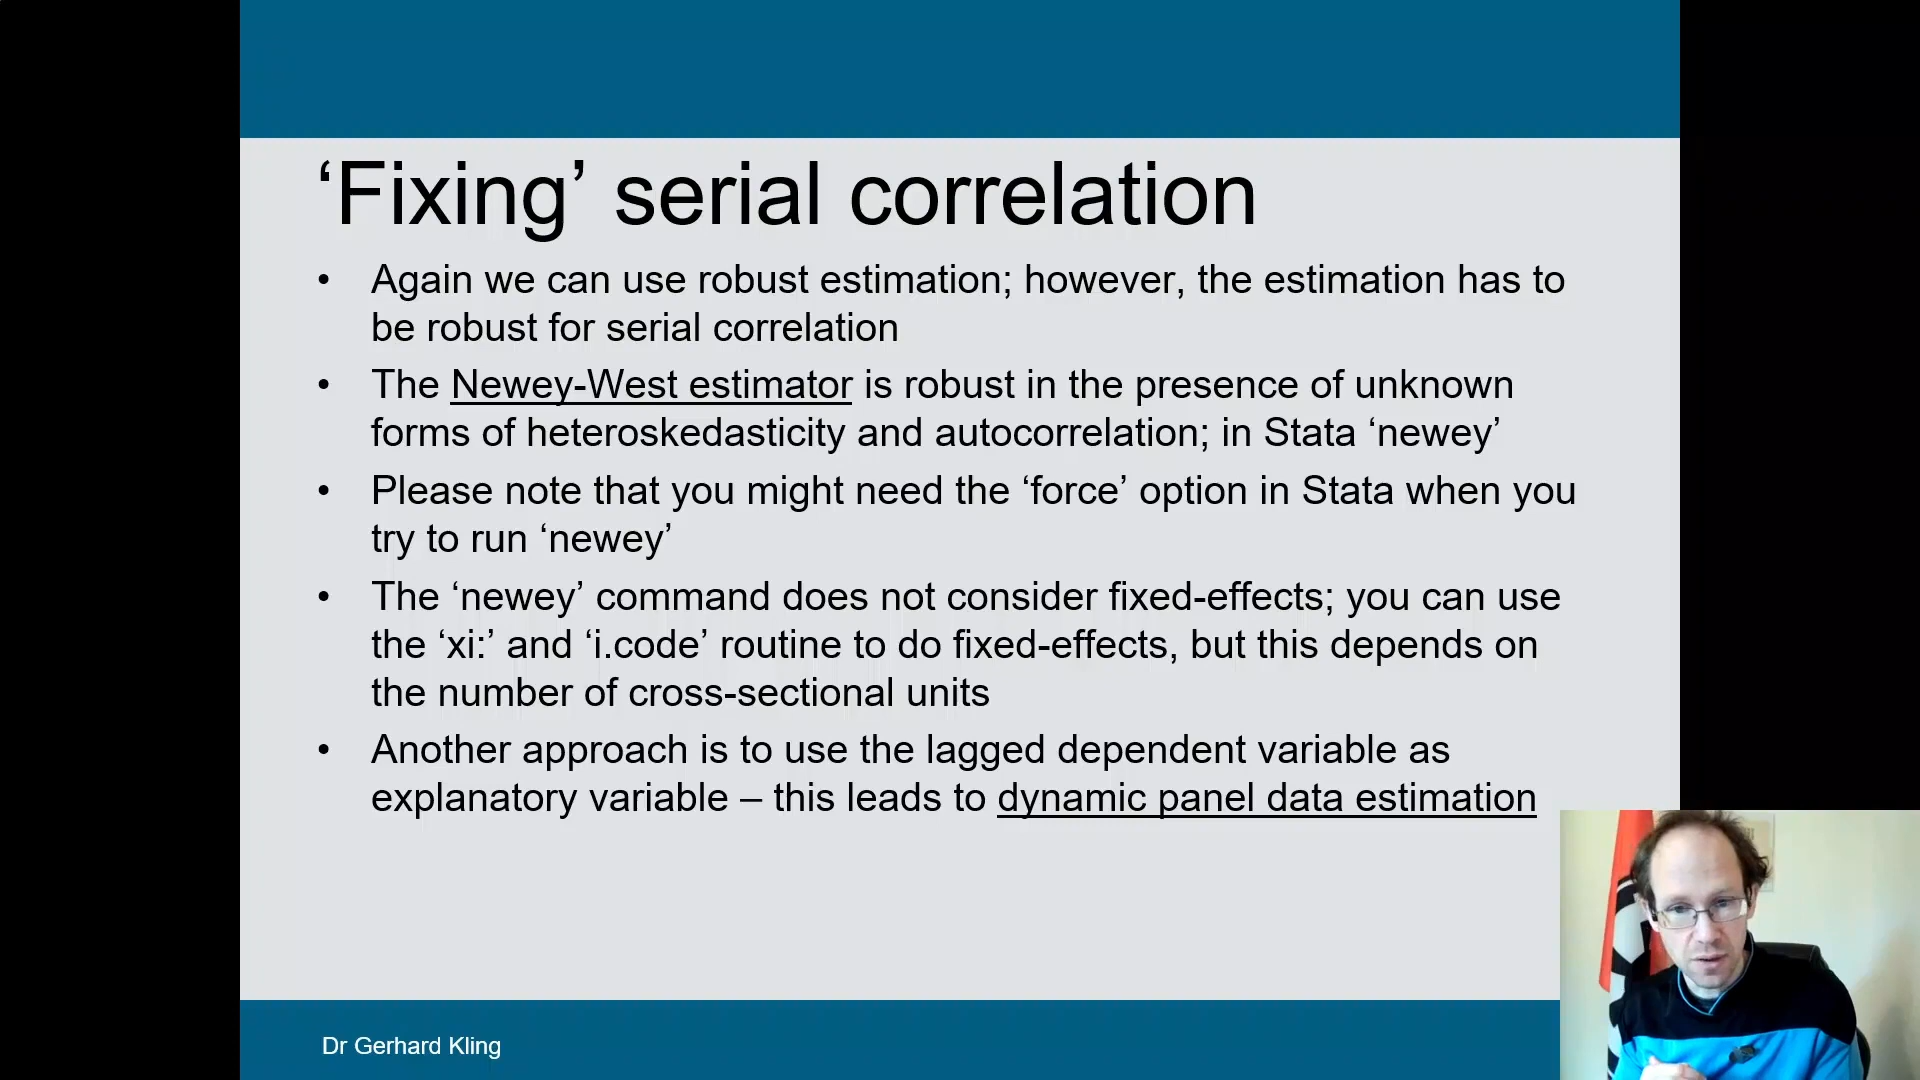 ‘Fixing’ serial correlation
• Again we can use robust estimation; however, the estimation has to
be robust for serial correlation
• The Newey-West estimator is robust in the presence of unknown
forms of heteroskedasticity and autocorrelation; in Stata ‘newey’
• Please note that you might need the ‘force’ option in Stata when you
try to run ‘newey’
• The ‘newey’ command does not consider fixed-effects; you can use
the ‘xi:’ and ‘i.code’ routine to do fixed-effects, but this depends on
the number of cross-sectional units
• Another approach is to use the lagged dependent variable as
explanatory variable – this leads to dynamic panel data estimation
Dr Gerhard Kling